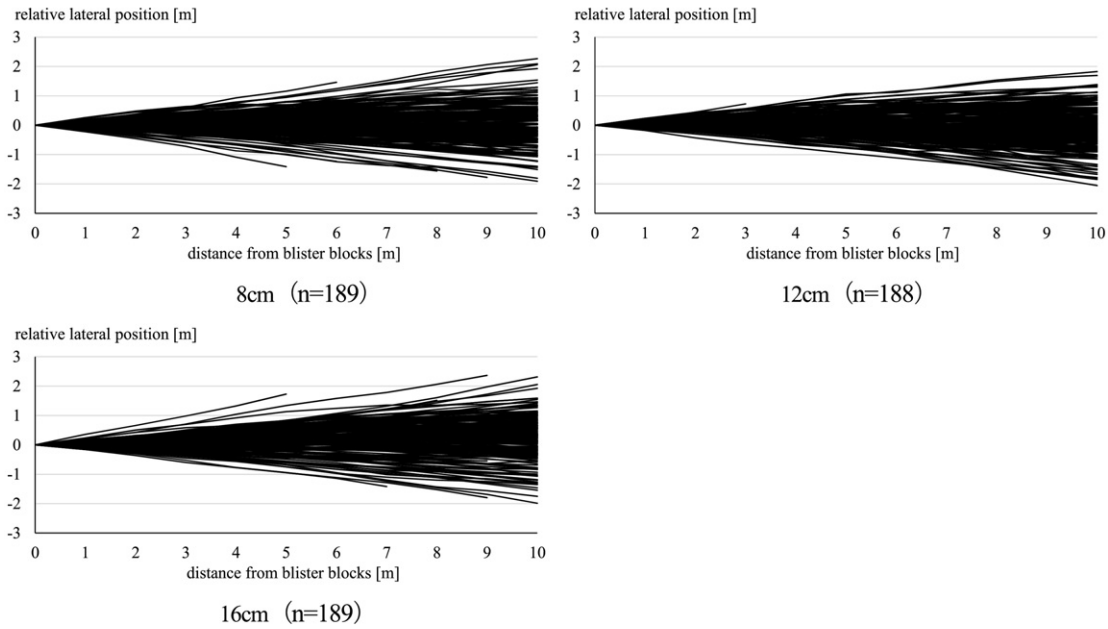 relative lateral position [m]
3
2
1
0
-1
-2
-3
0 1 2 3 4 5 6 7 8 9 10
distance from blister blocks [m]
8cm（n=189）
relative lateral position [m]
3
2
1
0
-1
-2
-3
0 1 2 3 4 5 6 7 8 9 10
distance from blister blocks [m]
12cm（n=188）
relative lateral position [m]
3
2
1
0
-1
-2
-3
0 1 2 3 4 5 6 7 8 9 10
distance from blister blocks [m]
16cm（n=189）